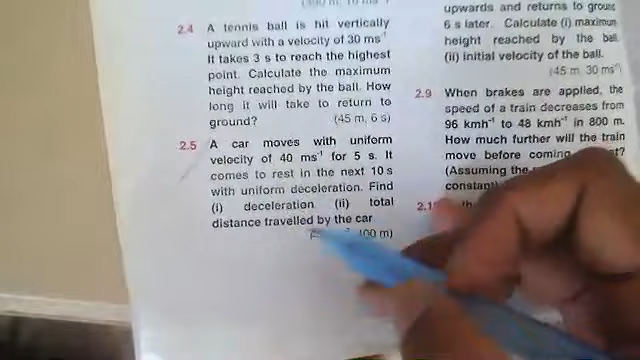 2.4 A tennis ball is hit vertically
upward with a velocity of 30 ms⁻¹
It takes 3 s to reach the highest
point. Calculate the maximum
height reached by the ball. How
long it will take to return to
ground? (45 m, 6 s)
2.5 A car moves with uniform
velocity of 40 ms⁻¹ for 5 s. It
comes to rest in the next 10 s
with uniform deceleration. Find
(i) deceleration (ii) total
distance travelled by the car
100 m)
upwards and returns to ground
6 s later. Calculate (i) maximum
height reached by the ball
(ii) initial velocity of the ball.
(45 m, 30 ms⁻¹)
2.9 When brakes are applied, the
speed of a train decreases from
96 kmh⁻¹ to 48 kmh⁻¹ in 800 m.
How much further will the train
move before coming
(Assuming the
constant)